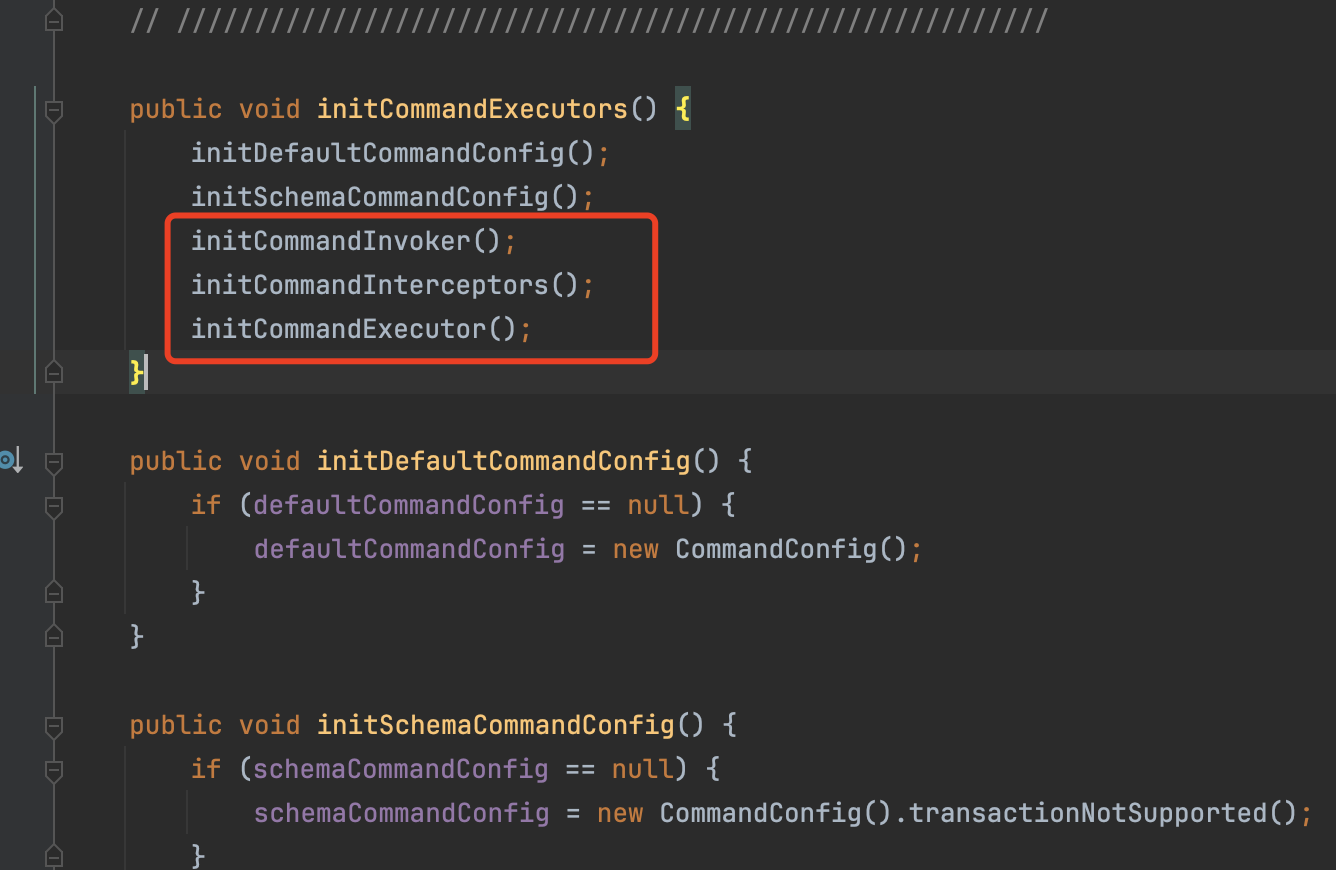 // ////////////////////////////////////////////////////////
public void initCommandExecutors() {
initDefaultCommandConfig();
initSchemaCommandConfig();
initCommandInvoker();
initCommandInterceptors();
initCommandExecutor();
}
public void initDefaultCommandConfig() {
if (defaultCommandConfig == null) {
defaultCommandConfig = new CommandConfig();
}
}
public void initSchemaCommandConfig() {
if (schemaCommandConfig == null) {
schemaCommandConfig = new CommandConfig().transactionNotSupported();
}